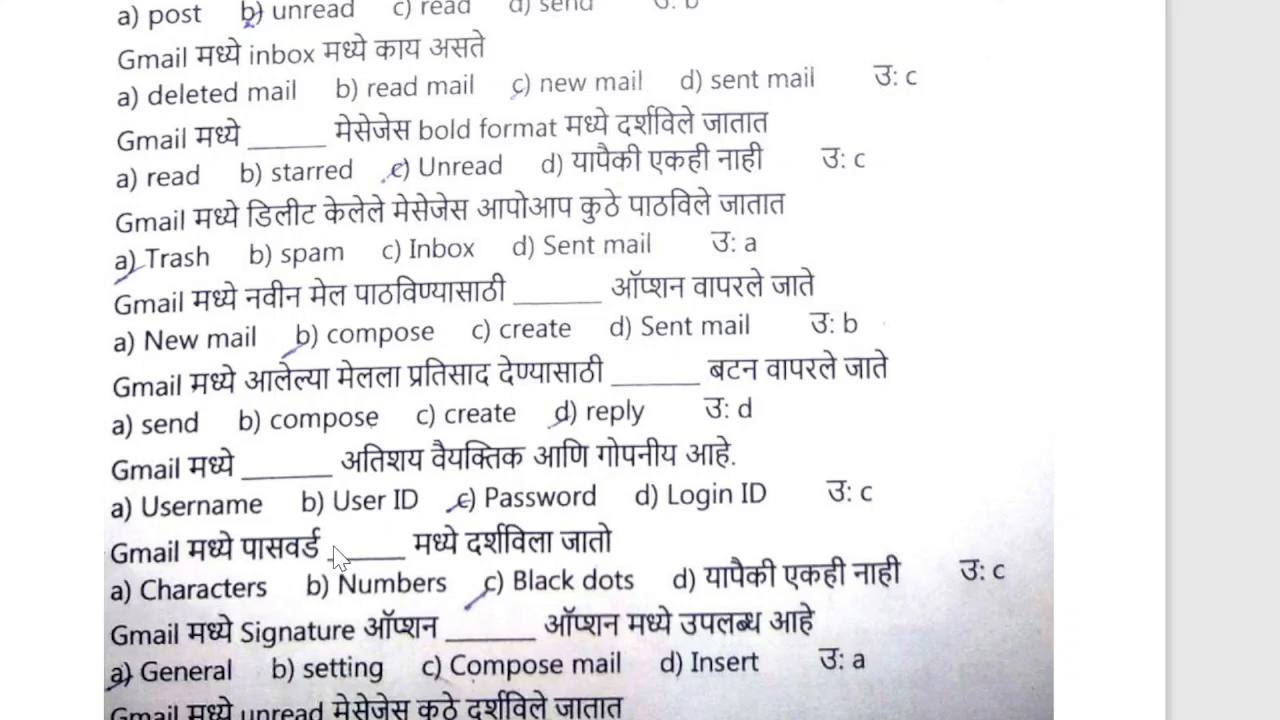 a) post b) unread c) read d) send उ: b
Gmail मध्ये inbox मध्ये काय असते
a) deleted mail b) read mail c) new mail d) sent mail उ: c
Gmail मध्ये ______ मेसेजेस bold format मध्ये दर्शविले जातात
a) read b) starred c) Unread d) यापैकी एकही नाही उ: c
Gmail मध्ये डिलीट केलेले मेसेजेस आपोआप कुठे पाठविले जातात
a) Trash b) spam c) Inbox d) Sent mail उ: a
Gmail मध्ये नवीन मेल पाठविण्यासाठी _______ ऑप्शन वापरले जाते
a) New mail b) compose c) create d) Sent mail उ: b
Gmail मध्ये आलेल्या मेलला प्रतिसाद देण्यासाठी _______ बटन वापरले जाते
a) send b) compose c) create d) reply उ: d
Gmail मध्ये _______ अतिशय वैयक्तिक आणि गोपनीय आहे.
a) Username b) User ID c) Password d) Login ID उ: c
Gmail मध्ये पासवर्ड ______ मध्ये दर्शविला जातो
a) Characters b) Numbers c) Black dots d) यापैकी एकही नाही उ: c
Gmail मध्ये Signature ऑप्शन _______ ऑप्शन मध्ये उपलब्ध आहे
a) General b) setting c) Compose mail d) Insert उ: a
Gmail मध्ये unread मेसेजेस कुठे दर्शविले जातात